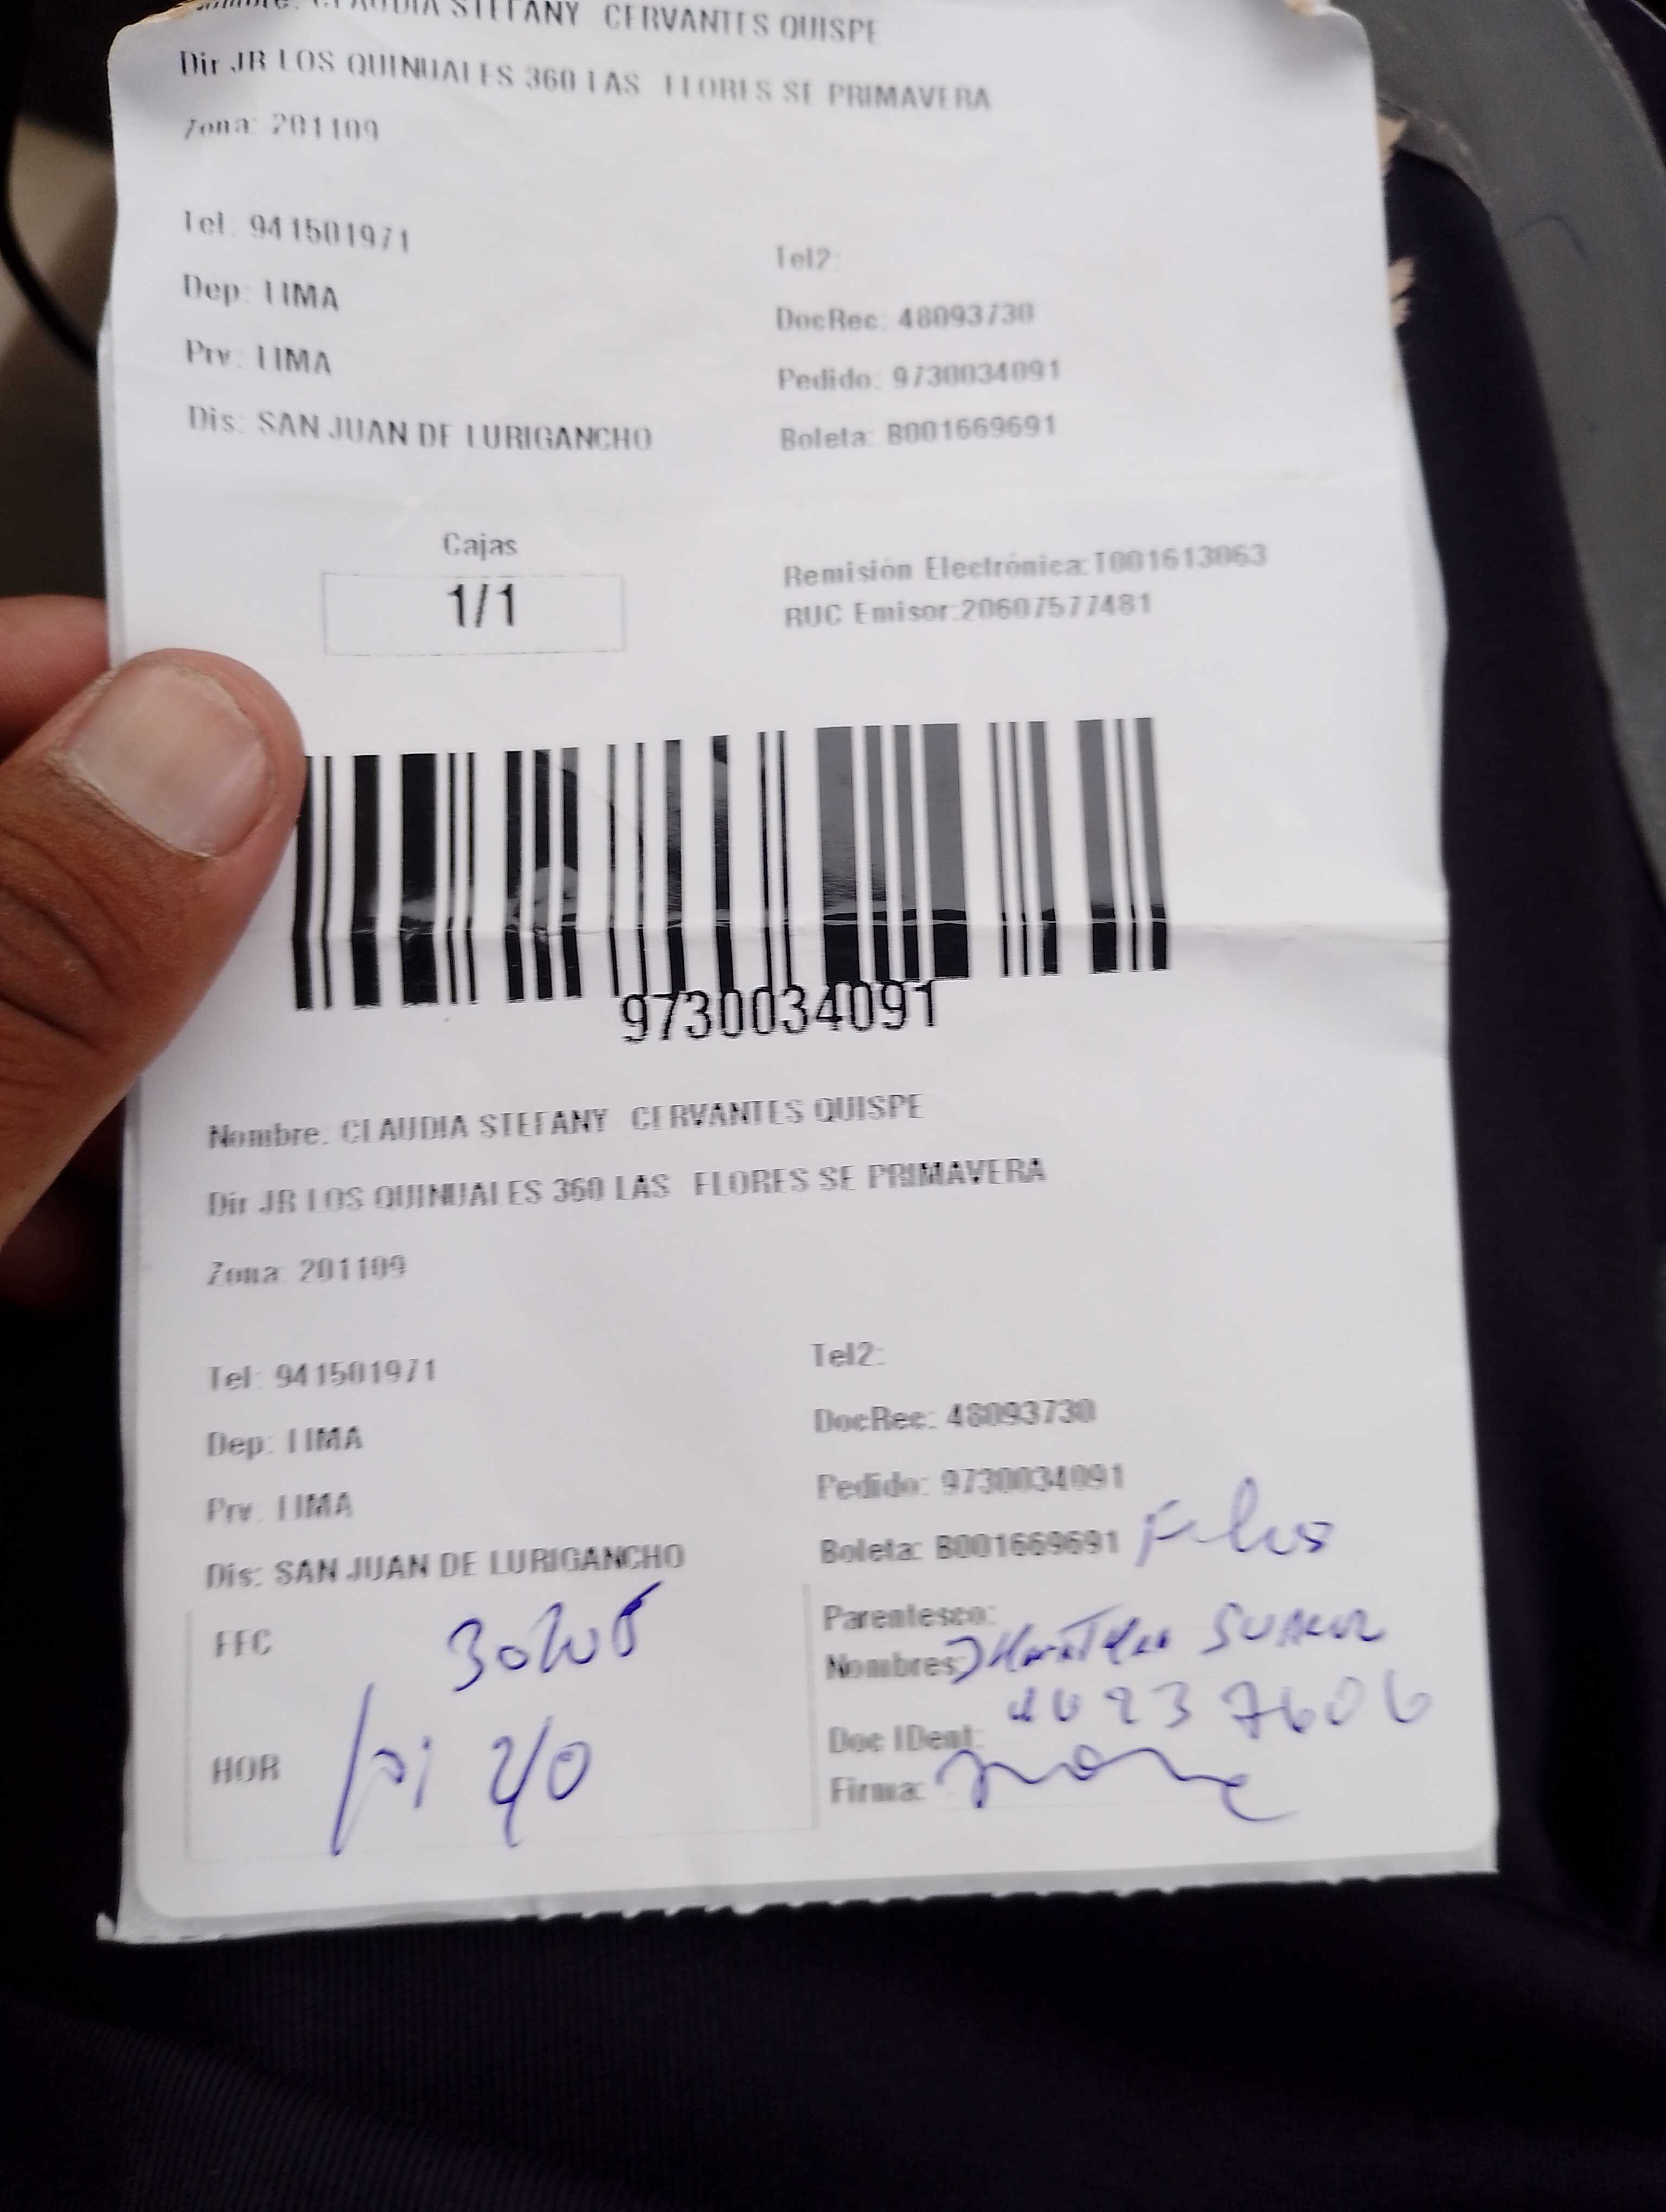 Nombre: CLAUDIA STEFANY CERVANTES QUISPE
Dir JR LOS QUINUALES 360 LAS FLORES SE PRIMAVERA
Zona: 201109
Tel: 941501971
Tel2:
Dep: LIMA
DocRec: 48093730
Prv: LIMA
Pedido: 9730034091
Dis: SAN JUAN DE LURIGANCHO
Boleta: B001669691
Cajas
1/1
Remisión Electrónica:T001613063
RUC Emisor:20607577481
9730034091
Nombre: CLAUDIA STEFANY CERVANTES QUISPE
Dir JR LOS QUINUALES 360 LAS FLORES SE PRIMAVERA
Zona: 201109
Tel: 941501971
Tel2:
Dep: LIMA
DocRec: 48093730
Prv: LIMA
Pedido: 9730034091
Dis: SAN JUAN DE LURIGANCHO
Boleta: B001669691
FFC
Parentesco:
Nombres:
HOR
Doc IDent:
Firma: